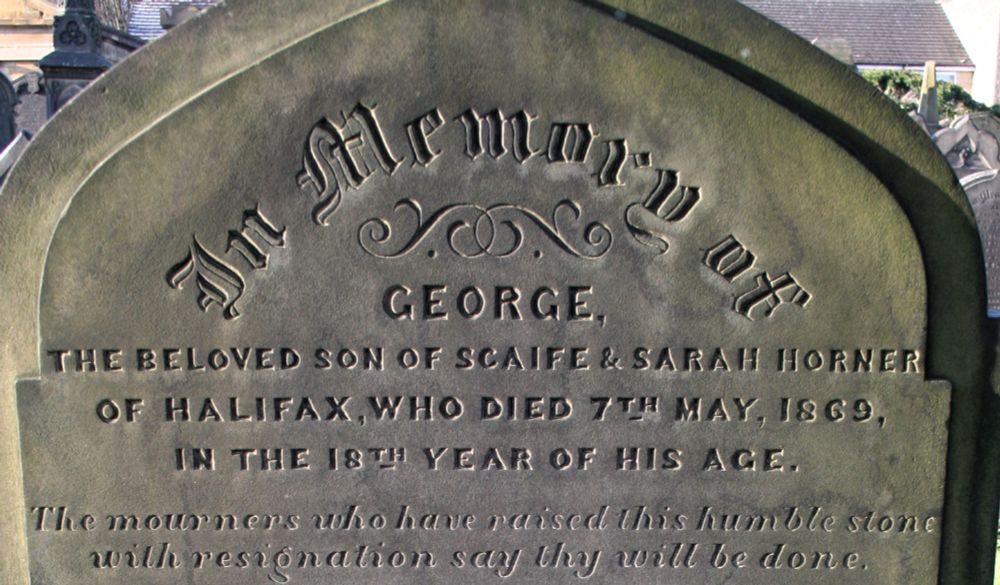 In Memory of
GEORGE,
THE BELOVED SON OF SCAIFE & SARAH HORNER
OF HALIFAX, WHO DIED 7TH MAY, 1869,
IN THE 18TH YEAR OF HIS AGE.
The mourners who have raised this humble stone
with resignation say thy will be done.